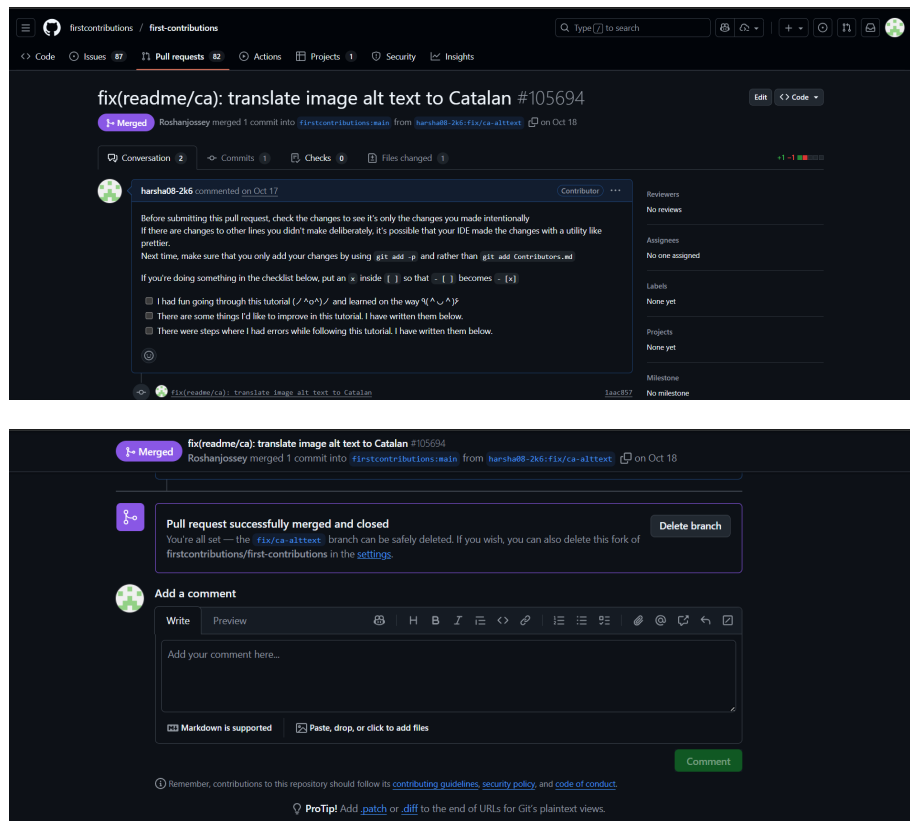 firstcontributions / first-contributions
Type / to search
Code Issues 87 Pull requests 82 Actions Projects 1 Security Insights
fix(readme/ca): translate image alt text to Catalan #105694
Edit Code
Merged Roshanjossey merged 1 commit into firstcontributions:main from harsha08-2k6:fix/ca-alttext on Oct 18
Conversation 2 Commits 1 Checks 0 Files changed 1
+1 -1
harsha08-2k6 commented on Oct 17
Contributor
Before submitting this pull request, check the changes to see it's only the changes you made intentionally
If there are changes to other lines you didn't make deliberately, it's possible that your IDE made the changes with a utility like
prettier.
Next time, make sure that you only add your changes by using git add -p and rather than git add Contributors.md
If you're doing something in the checklist below, put an x inside [ ] so that - [ ] becomes - [x]
I had fun going through this tutorial (ノ^o^)ノ and learned on the way ٩(^ᴗ^)۶
There are some things I'd like to improve in this tutorial. I have written them below.
There were steps where I had errors while following this tutorial. I have written them below.
fix(readme/ca): translate image alt text to Catalan
1aac857
Reviewers
No reviews
Assignees
No one assigned
Labels
None yet
Projects
None yet
Milestone
No milestone
Merged
fix(readme/ca): translate image alt text to Catalan #105694
Roshanjossey merged 1 commit into firstcontributions:main from harsha08-2k6:fix/ca-alttext on Oct 18
Pull request successfully merged and closed
You're all set — the fix/ca-alttext branch can be safely deleted. If you wish, you can also delete this fork of
firstcontributions/first-contributions in the settings.
Delete branch
Add a comment
Write Preview
H B I
Add your comment here...
Markdown is supported
Paste, drop, or click to add files
Comment
Remember, contributions to this repository should follow its contributing guidelines, security policy, and code of conduct.
ProTip! Add .patch or .diff to the end of URLs for Git's plaintext views.